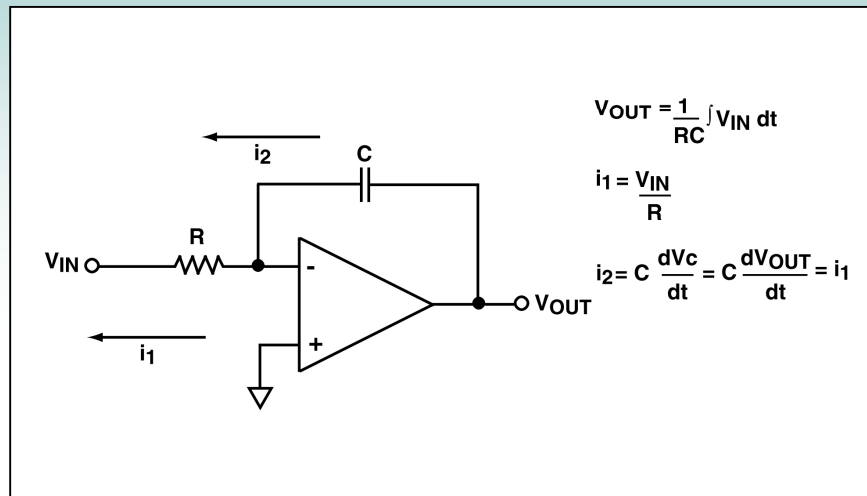 i2
C
R
VIN
-
+
VOUT
i1
VOUT = 1/RC ∫ VIN dt
i1 = VIN/R
i2 = C dVc/dt = C dVOUT/dt = i1